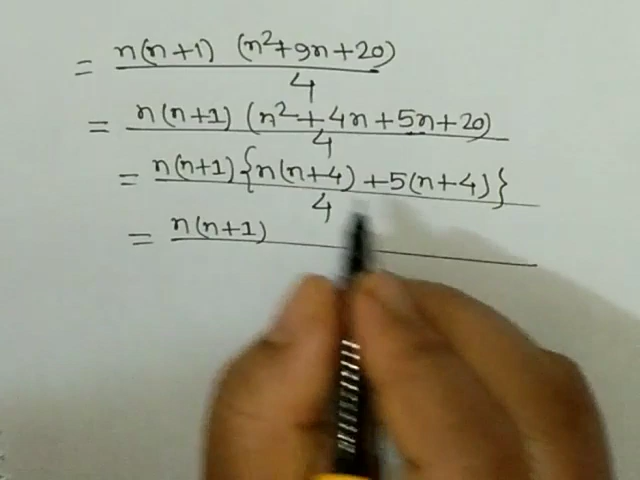 = n(n+1) (n²+9n+20)
4
= n(n+1) (n²+4n+5n+20)
4
= n(n+1){n(n+4)+5(n+4)}
4
= n(n+1)